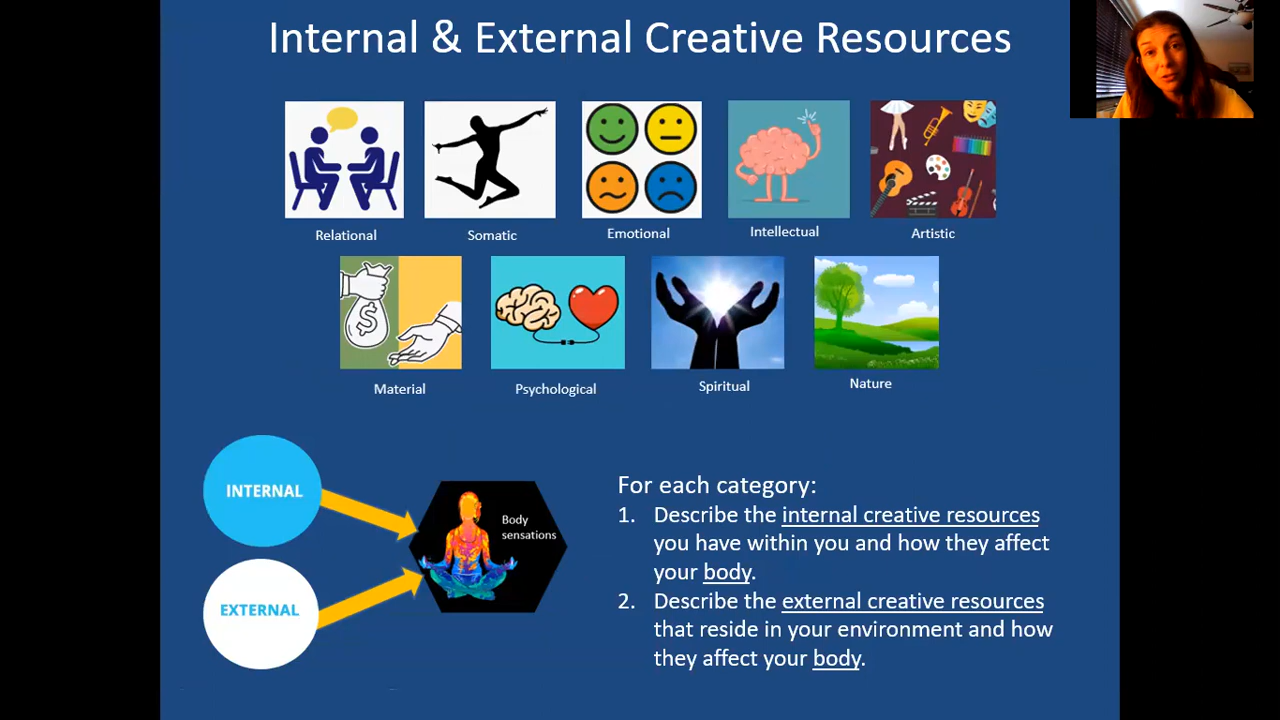 Internal & External Creative Resources
Relational
Somatic
Emotional
Intellectual
Artistic
$
Material
Psychological
Spiritual
Nature
INTERNAL
Body
sensations
EXTERNAL
For each category:
1. Describe the internal creative resources
you have within you and how they affect
your body.
2. Describe the external creative resources
that reside in your environment and how
they affect your body.